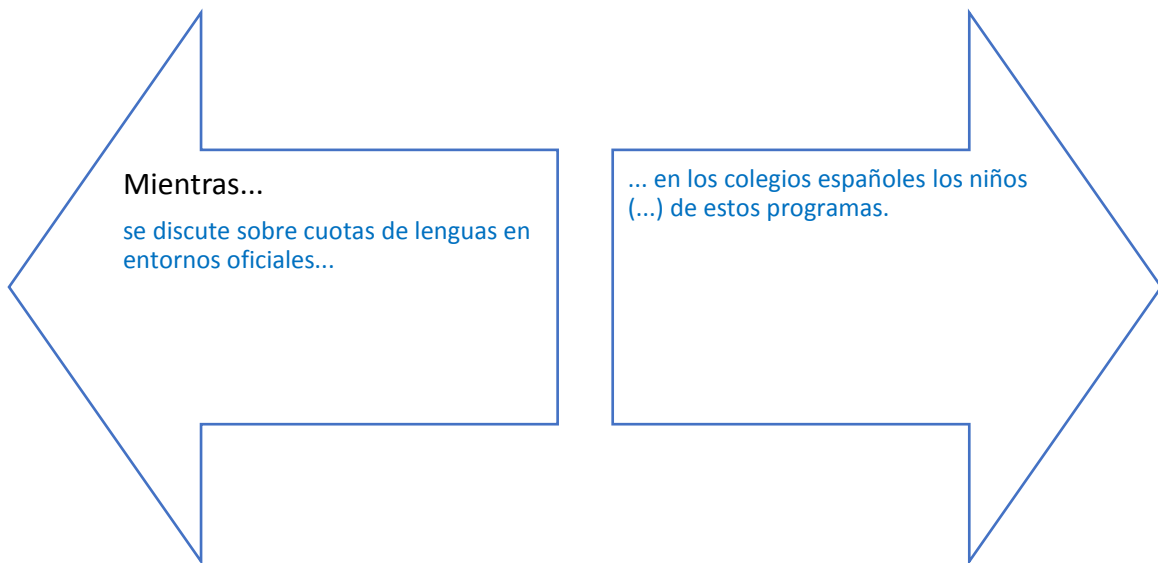 Mientras...
se discute sobre cuotas de lenguas en
entornos oficiales...
... en los colegios españoles los niños
(...) de estos programas.